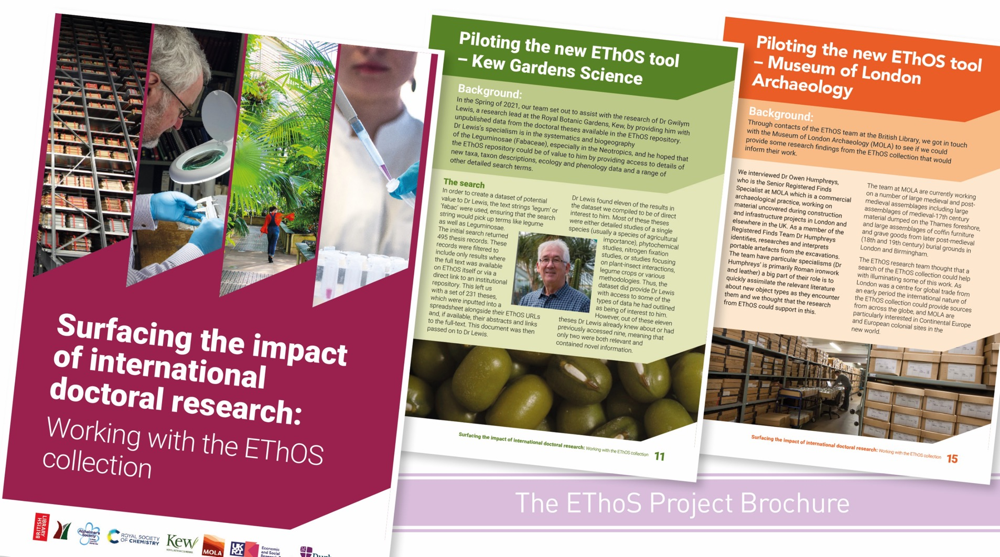 Surfacing the impact
of international
doctoral research:
Working with the EThOS
collection
BRITISH
LIBRARY
Alzheimer's
Society
ROYAL SOCIETY
OF CHEMISTRY
Kew
ROYAL BOTANIC GARDENS
MOLA
UK
RI
Economic
and Social
Piloting the new EThOS tool
– Kew Gardens Science
Background:
In the Spring of 2021, our team set out to assist with the research of Dr Gwilym
Lewis, a research lead at the Royal Botanic Gardens, Kew, by providing him with
unpublished data from the doctoral theses available in the EThOS repository.
Dr Lewis's specialism is in the systematics and biogeography
of the Leguminosae (Fabaceae), especially in the Neotropics, and he hoped that
the EThOS repository could be of value to him by providing access to details of
new taxa, taxon descriptions, ecology and phenology data and a range of
other detailed search terms.
The search
In order to create a dataset of potential
value to Dr Lewis, the text strings 'legum' or
'fabac' were used, ensuring that the search
string would pick up terms like legume
as well as Leguminosae.
The initial search returned
495 thesis records. These
records were filtered to
include only results where
the full text was available
on EThOS itself or via a
direct link to an institutional
repository. This left us
with a set of 231 theses,
which were inputted into a
spreadsheet alongside their EThOS URLs
and, if available, their abstracts and links
to the full-text. This document was then
passed on to Dr Lewis.
Dr Lewis found eleven of the results in
the dataset we compiled to be of direct
interest to him. Most of these theses
were either detailed studies of a single
species (usually a species of agricultural
importance), phytochemical
studies, nitrogen fixation
studies, or studies focusing
on plant-insect interactions,
legume crops or various
methodologies. Thus, the
dataset did provide Dr Lewis
with access to some of the
types of data he had outlined
as being of interest to him.
However, out of these eleven
theses Dr Lewis already knew about or had
previously accessed nine, meaning that
only two were both relevant and
contained novel information.
Surfacing the impact of international doctoral research: Working with the EThOS collection 11
Piloting the new EThOS tool
– Museum of London
Archaeology
Background:
Through contacts of the EThOS team at the British Library, we got in touch
with the Museum of London Archaeology (MOLA) to see if we could
provide some research findings from the EThOS collection that would
inform their work.
We interviewed Dr Owen Humphreys,
who is the Senior Registered Finds
Specialist at MOLA which is a commercial
archaeological practice, working on
material uncovered during construction
and infrastructure projects in London and
elsewhere in the UK. As a member of the
Registered Finds Team Dr Humphreys
identifies, researches and interprets
portable artefacts from the excavations.
The team have particular specialisms (Dr
Humphreys' is primarily Roman ironwork
and leather) a big part of their role is to
quickly assimilate the relevant literature
about new object types as they encounter
them and we thought that the research
from EThOS could support in this.
The team at MOLA are currently working
on a number of large medieval and post-
medieval assemblages including large
assemblages of medieval-17th century
material dumped on the Thames foreshore,
and large assemblages of coffin furniture
and grave goods from later post-medieval
(18th and 19th century) burial grounds in
London and Birmingham.
The EThOS research team thought that a
search of the EThOS collection could help
with illuminating some of this work. As
London was a centre for global trade from
an early period the international nature of
the EThOS collection could provide sources
from across the globe, and MOLA are
particularly interested in Continental Europe
and European colonial sites in the
new world.
Surfacing the impact of international doctoral research: Working with the EThOS collection 15
The EThoS Project Brochure